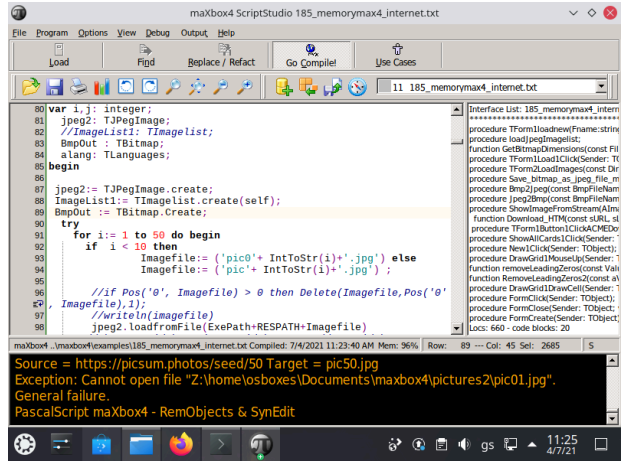 maXbox4 ScriptStudio 185_memorymax4_internet.txt
File Program Options View Debug Output Help
Load Find Replace / Refact Go Compile! Use Cases
11 185_memorymax4_internet.txt
80 var i,j: integer;
81 jpeg2: TJPegImage;
82 //ImageList1: TImagelist;
83 BmpOut : TBitmap;
84 alang: TLanguages;
85 begin
86
87 jpeg2:= TJPegImage.create;
88 ImageList1:= TImagelist.create(self);
89 BmpOut := TBitmap.Create;
90 try
91 for i:= 1 to 50 do begin
92 if i < 10 then
93 Imagefile:= ('pic0'+ IntToStr(i)+'.jpg') else
94 Imagefile:= ('pic'+ IntToStr(i)+'.jpg') ;
95
96 //if Pos('0', Imagefile) > 0 then Delete(Imagefile,Pos('0'
, Imagefile),1);
97 //writeln(imagefile)
98 jpeg2.loadfromFile(ExePath+RESPATH+Imagefile)
Interface List: 185_memorymax4_intern
procedure TForm1loadnew(Fname:string
procedure loadJpegImagelist;
function GetBitmapDimensions(const Fil
procedure TForm1Load1Click(Sender: TO
procedure TForm2LoadImages(const Dir
procedure Save_bitmap_as_jpeg_file_m
procedure Bmp2Jpeg(const BmpFileNam
procedure Jpeg2Bmp(const BmpFileNam
procedure ShowImageFromStream(AIma
function Download_HTM(const sURL, sL
procedure TForm1Button1ClickACMEDo
procedure ShowAllCards1Click(Sender: T
procedure New1Click(Sender: TObject);
procedure DrawGrid1MouseUp(Sender: T
function removeLeadingZeros(const Valu
function RemoveLeadingZeros2(const aV
procedure DrawGrid1DrawCell(Sender: T
procedure FormClick(Sender: TObject);
procedure FormClose(Sender: TObject;
procedure FormCreate(Sender: TObject)
Locs: 660 - code blocks: 20
maXbox4 ..\maxbox4\examples\185_memorymax4_internet.txt Compiled: 7/4/2021 11:23:40 AM Mem: 96% Row: 89 --- Col: 45 Sel: 2685 S
Source = https://picsum.photos/seed/50 Target = pic50.jpg
Exception: Cannot open file "Z:\home\osboxes\Documents\maxbox4\pictures2\pic01.jpg".
General failure.
PascalScript maXbox4 - RemObjects & SynEdit
gs 11:25
4/7/21